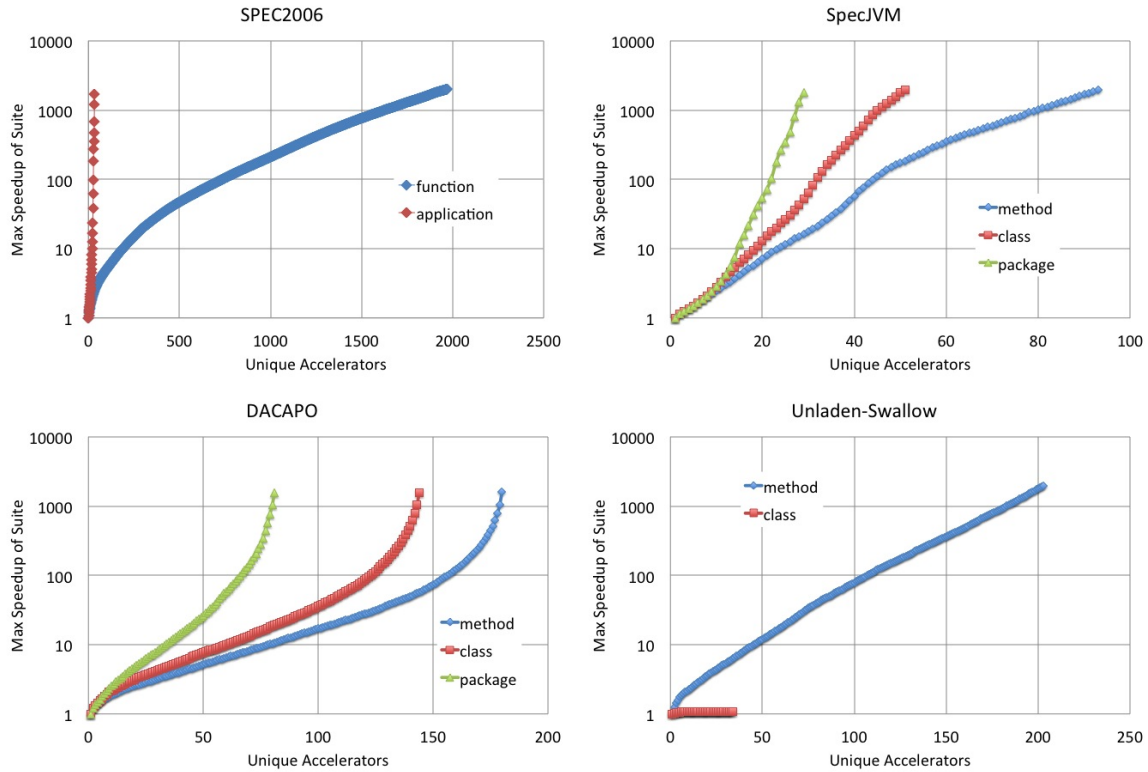 SPEC2006
10000
1000
100
10
1
Max Speedup of Suite
function
application
0 500 1000 1500 2000 2500
Unique Accelerators
SpecJVM
10000
1000
100
10
1
Max Speedup of Suite
method
class
package
0 20 40 60 80 100
Unique Accelerators
DACAPO
10000
1000
100
10
1
Max Speedup of Suite
method
class
package
0 50 100 150 200
Unique Accelerators
Unladen-Swallow
10000
1000
100
10
1
Max Speedup of Suite
method
class
0 50 100 150 200 250
Unique Accelerators